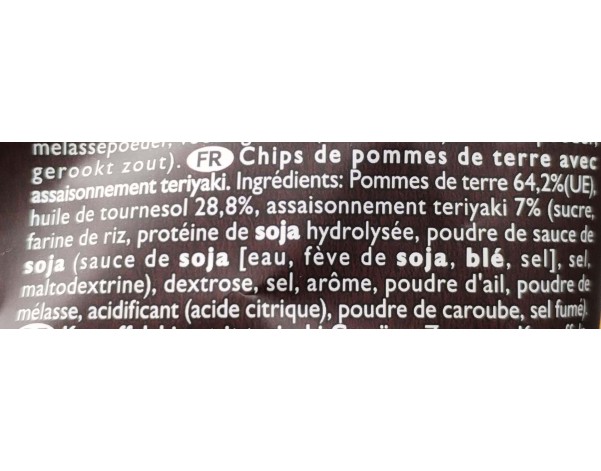 melassepoeder,
gerookt zout). FR Chips de pommes de terre avec
assaisonnement teriyaki. Ingrédients: Pommes de terre 64,2%(UE),
huile de tournesol 28,8%, assaisonnement teriyaki 7% (sucre,
farine de riz, protéine de soja hydrolysée, poudre de sauce de
soja (sauce de soja [eau, fève de soja, blé, sel], sel,
maltodextrine), dextrose, sel, arôme, poudre d'ail, poudre de
mélasse, acidifiant (acide citrique), poudre de caroube, sel fumé).